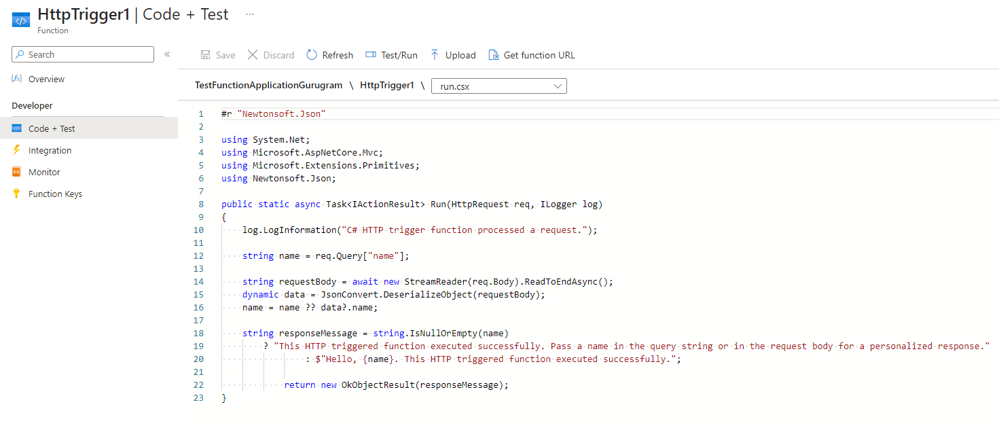 HttpTrigger1 | Code + Test ...
Function
Search «
Save Discard Refresh Test/Run Upload Get function URL
Overview
Developer
Code + Test
Integration
Monitor
Function Keys
TestFunctionApplicationGurugram \ HttpTrigger1 \ run.csx
1 #r "Newtonsoft.Json"
2
3 using System.Net;
4 using Microsoft.AspNetCore.Mvc;
5 using Microsoft.Extensions.Primitives;
6 using Newtonsoft.Json;
7
8 public static async Task<IActionResult> Run(HttpRequest req, ILogger log)
9 {
10 log.LogInformation("C# HTTP trigger function processed a request.");
11
12 string name = req.Query["name"];
13
14 string requestBody = await new StreamReader(req.Body).ReadToEndAsync();
15 dynamic data = JsonConvert.DeserializeObject(requestBody);
16 name = name ?? data?.name;
17
18 string responseMessage = string.IsNullOrEmpty(name)
19 ? "This HTTP triggered function executed successfully. Pass a name in the query string or in the request body for a personalized response."
20 : $"Hello, {name}. This HTTP triggered function executed successfully.";
21
22 return new OkObjectResult(responseMessage);
23 }